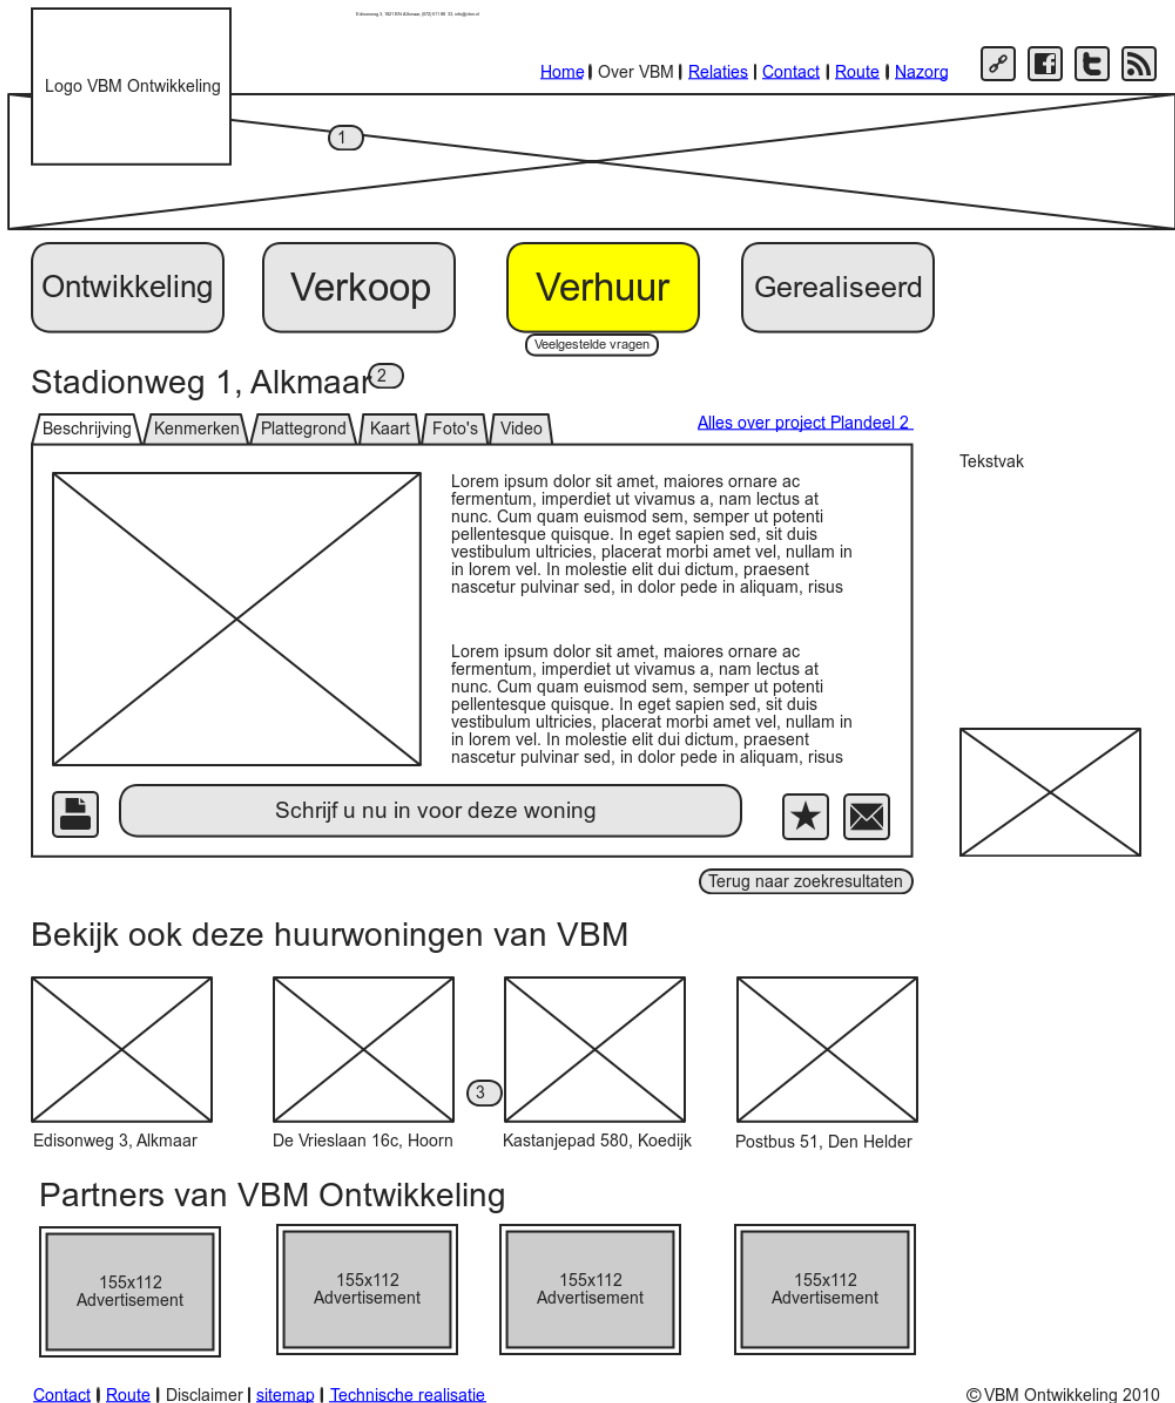 Logo VBM Ontwikkeling
Home | Over VBM | Relaties | Contact | Route | Nazorg
1
Ontwikkeling
Verkoop
Verhuur
Gerealiseerd
Veelgestelde vragen
Stadionweg 1, Alkmaar
2
Beschrijving
Kenmerken
Plattegrond
Kaart
Foto's
Video
Alles over project Plandeel 2
Tekstvak
Lorem ipsum dolor sit amet, maiores ornare ac
fermentum, imperdiet ut vivamus a, nam lectus at
nunc. Cum quam euismod sem, semper ut potenti
pellentesque quisque. In eget sapien sed, sit duis
vestibulum ultricies, placerat morbi amet vel, nullam in
in lorem vel. In molestie elit dui dictum, praesent
nascetur pulvinar sed, in dolor pede in aliquam, risus
Lorem ipsum dolor sit amet, maiores ornare ac
fermentum, imperdiet ut vivamus a, nam lectus at
nunc. Cum quam euismod sem, semper ut potenti
pellentesque quisque. In eget sapien sed, sit duis
vestibulum ultricies, placerat morbi amet vel, nullam in
in lorem vel. In molestie elit dui dictum, praesent
nascetur pulvinar sed, in dolor pede in aliquam, risus
Schrijf u nu in voor deze woning
Terug naar zoekresultaten
Bekijk ook deze huurwoningen van VBM
3
Edisonweg 3, Alkmaar
De Vrieslaan 16c, Hoorn
Kastanjepad 580, Koedijk
Postbus 51, Den Helder
Partners van VBM Ontwikkeling
155x112
Advertisement
155x112
Advertisement
155x112
Advertisement
155x112
Advertisement
Contact | Route | Disclaimer | sitemap | Technische realisatie
© VBM Ontwikkeling 2010